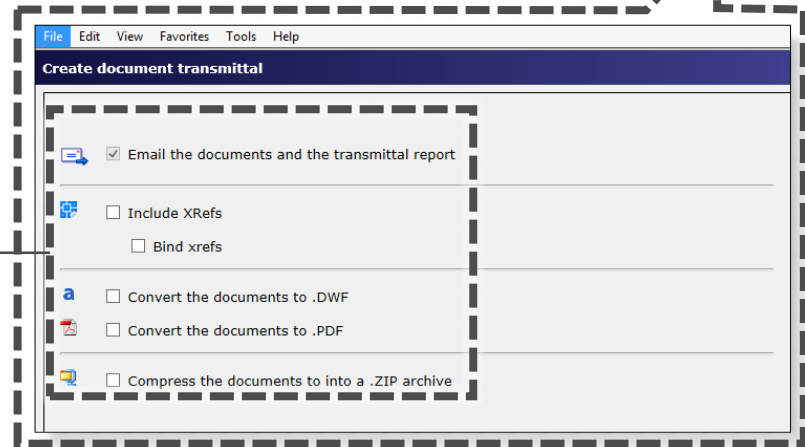 File Edit View Favorites Tools Help
Create document transmittal
Email the documents and the transmittal report
Include XRefs
Bind xrefs
a Convert the documents to .DWF
Convert the documents to .PDF
Compress the documents to into a .ZIP archive